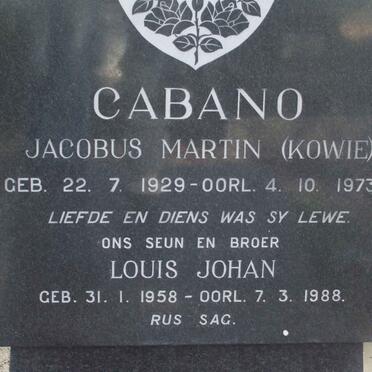 CABANO
JACOBUS MARTIN (KOWIE)
GEB. 22. 7. 1929 - OORL. 4. 10. 1973
LIEFDE EN DIENS WAS SY LEWE.
ONS SEUN EN BROER
LOUIS JOHAN
GEB. 31. 1. 1958 - OORL. 7. 3. 1988.
RUS SAG.